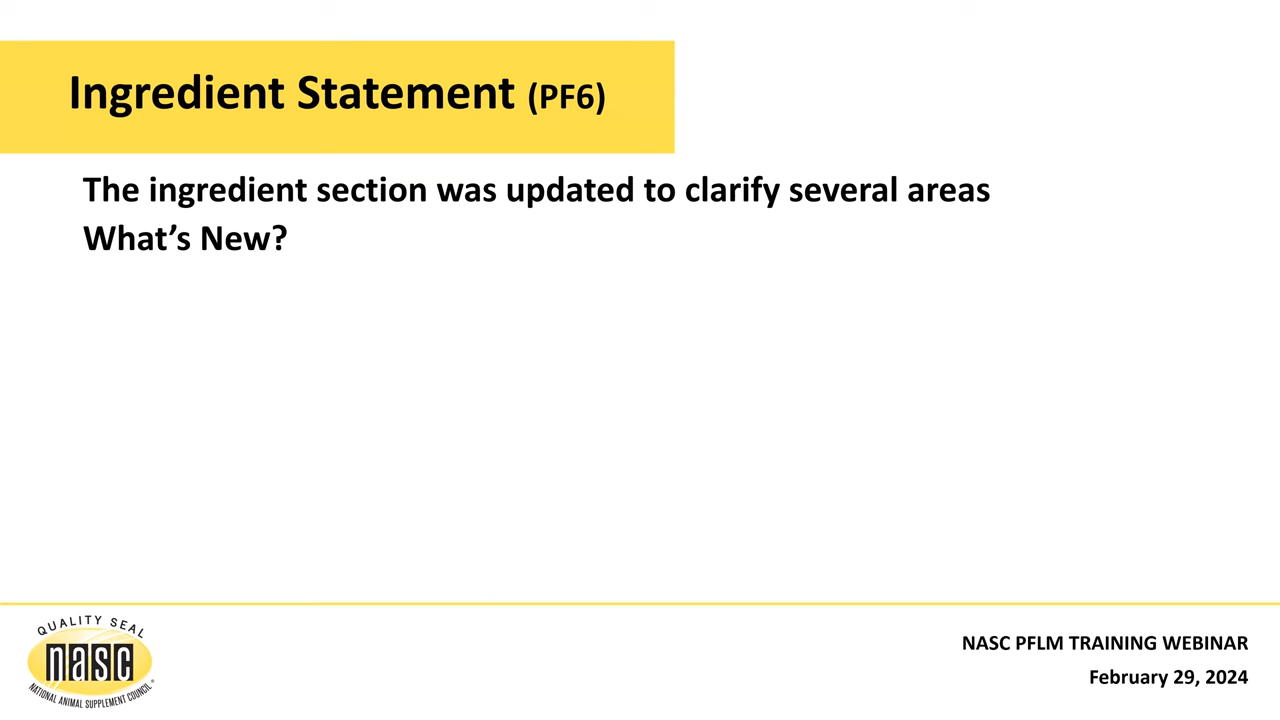 Ingredient Statement (PF6)
The ingredient section was updated to clarify several areas
What’s New?
QUALITY SEAL
nasc
NATIONAL ANIMAL SUPPLEMENT COUNCIL
NASC PFLM TRAINING WEBINAR
February 29, 2024